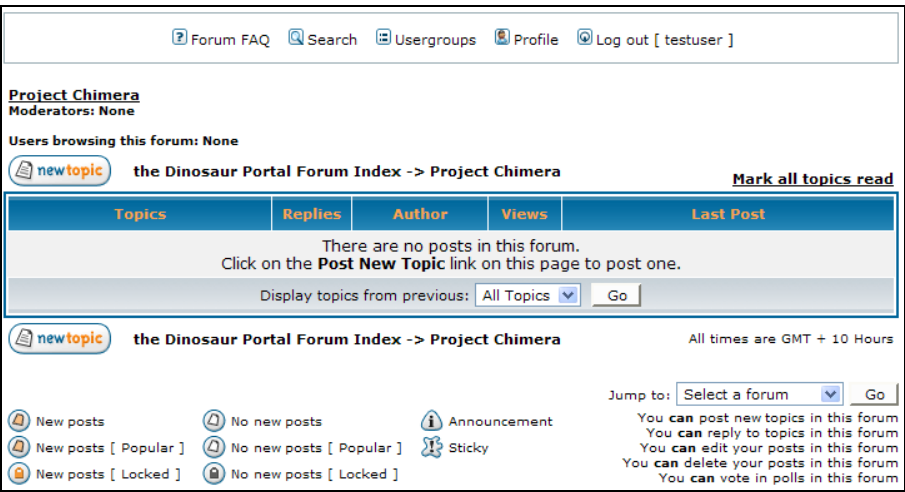 Forum FAQ Search Usergroups Profile Log out [ testuser ]
Project Chimera
Moderators: None
Users browsing this forum: None
newtopic the Dinosaur Portal Forum Index -> Project Chimera
Mark all topics read
Topics Replies Author Views Last Post
There are no posts in this forum.
Click on the Post New Topic link on this page to post one.
Display topics from previous: All Topics Go
newtopic the Dinosaur Portal Forum Index -> Project Chimera All times are GMT + 10 Hours
Jump to: Select a forum Go
New posts No new posts Announcement
New posts [ Popular ] No new posts [ Popular ] Sticky
New posts [ Locked ] No new posts [ Locked ]
You can post new topics in this forum
You can reply to topics in this forum
You can edit your posts in this forum
You can delete your posts in this forum
You can vote in polls in this forum